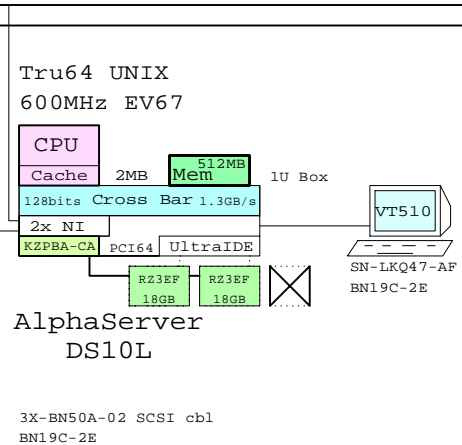 Tru64 UNIX
600MHz EV67
CPU
Cache 2MB
512MB
Mem
1U Box
128bits Cross Bar 1.3GB/s
2x NI
KZPBA-CA PCI64 UltraIDE
VT510
SN-LKQ47-AF
BN19C-2E
RZ3EF RZ3EF
18GB 18GB
AlphaServer
DS10L
3X-BN50A-02 SCSI cbl
BN19C-2E